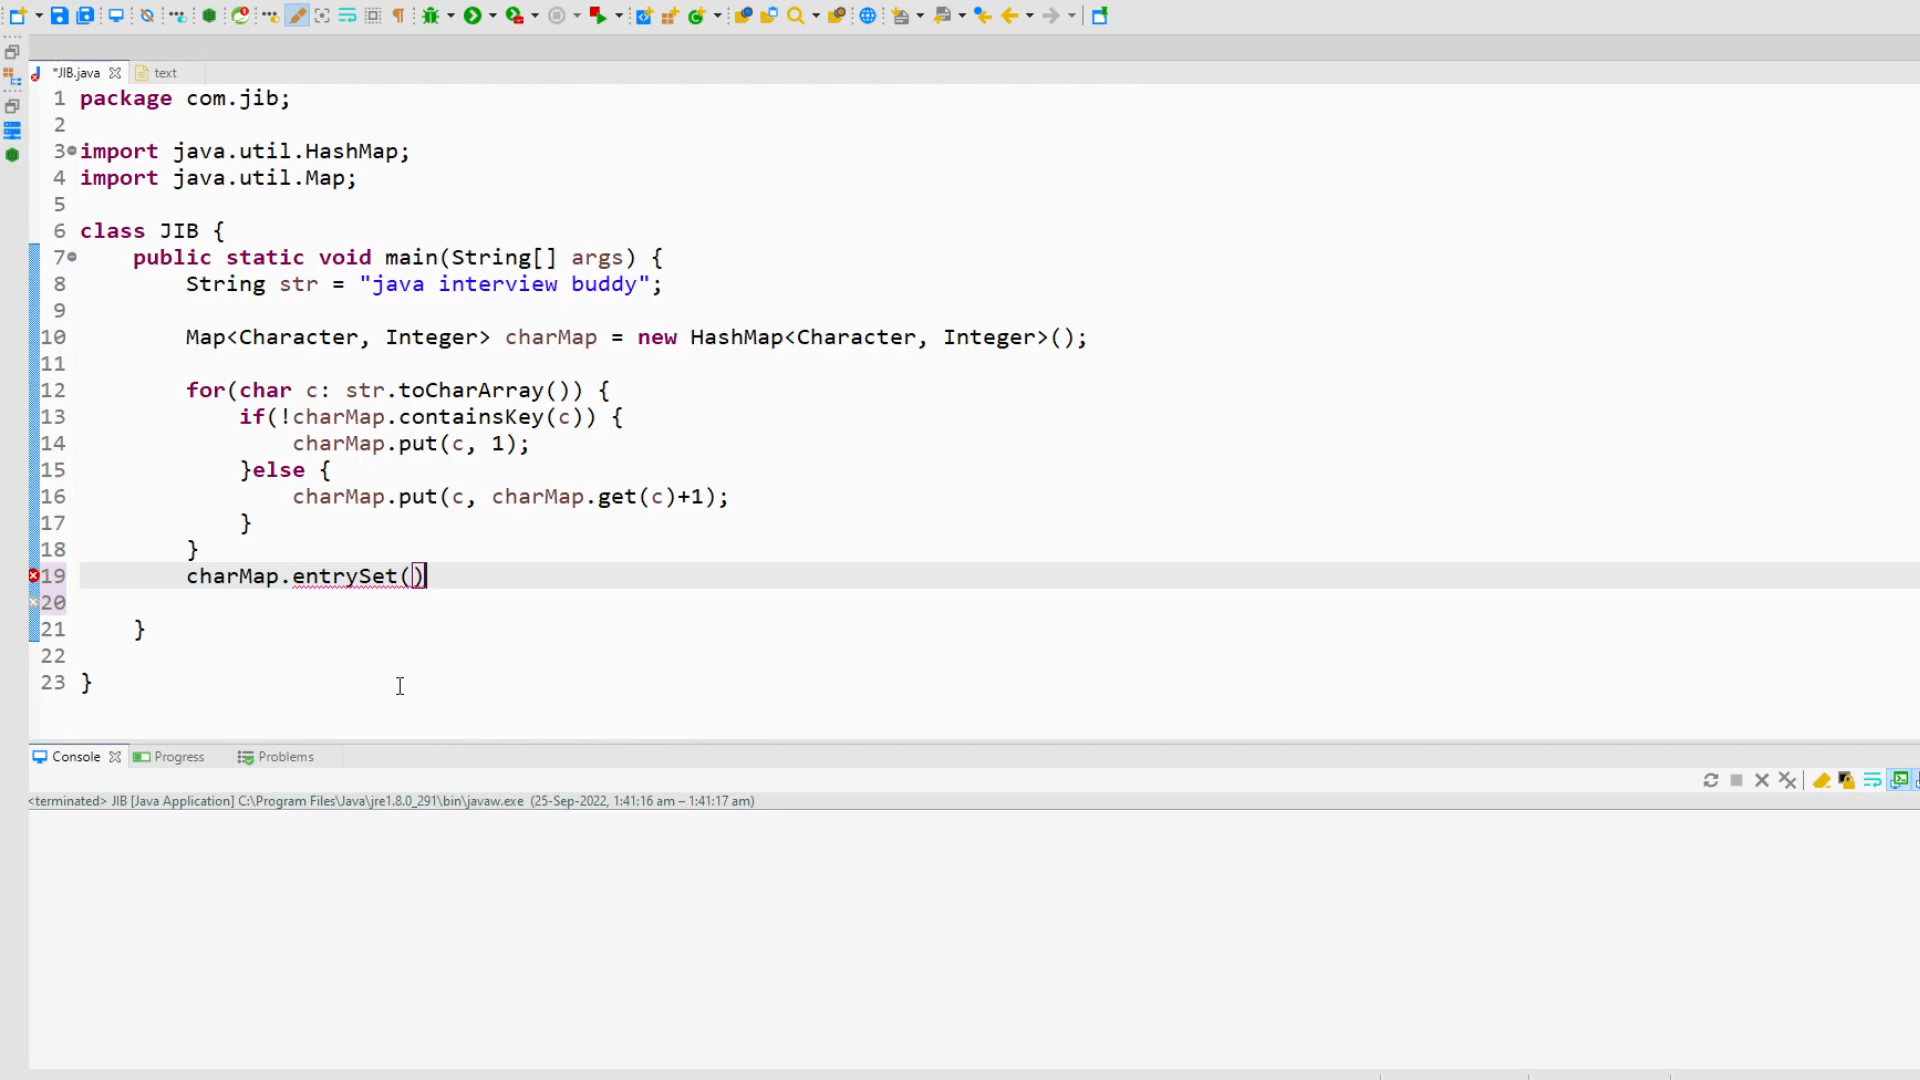 *JIB.java
text
1 package com.jib;
2
3 import java.util.HashMap;
4 import java.util.Map;
5
6 class JIB {
7     public static void main(String[] args) {
8         String str = "java interview buddy";
9
10         Map<Character, Integer> charMap = new HashMap<Character, Integer>();
11
12         for(char c: str.toCharArray()) {
13             if(!charMap.containsKey(c)) {
14                 charMap.put(c, 1);
15             }else {
16                 charMap.put(c, charMap.get(c)+1);
17             }
18         }
19         charMap.entrySet()
20
21     }
22
23 }
Console Progress Problems
<terminated> JIB [Java Application] C:\Program Files\Java\jre1.8.0_291\bin\javaw.exe (25-Sep-2022, 1:41:16 am – 1:41:17 am)